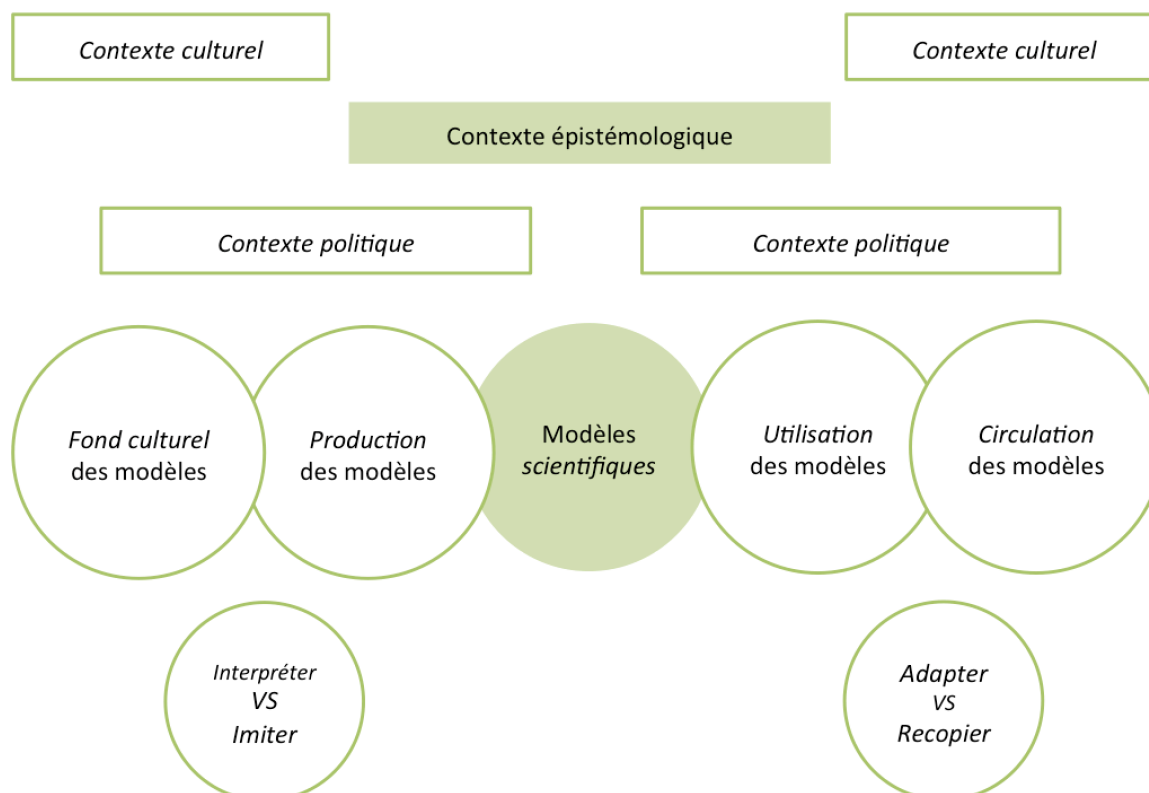 Contexte culturel
Contexte culturel
Contexte épistémologique
Contexte politique
Contexte politique
Fond culturel
des modèles
Production
des modèles
Modèles
scientifiques
Utilisation
des modèles
Circulation
des modèles
Interpréter
VS
Imiter
Adapter
VS
Recopier